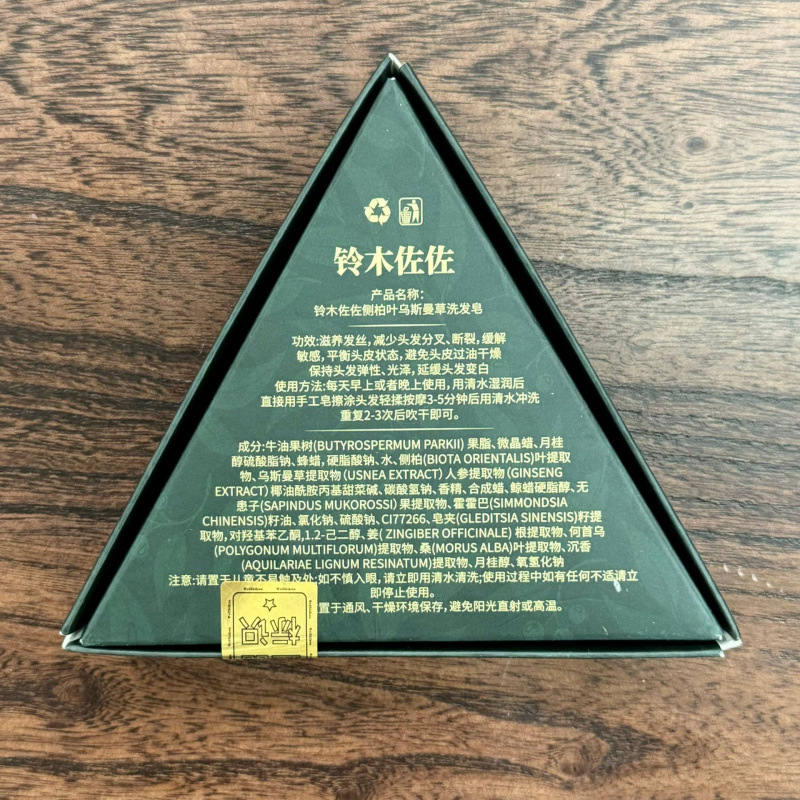 铃木佐佐
产品名称:
铃木佐佐侧柏叶乌斯曼草洗发皂
功效:滋养发丝,减少头发分叉、断裂,缓解
敏感,平衡头皮状态,避免头皮过油干燥
保持头发弹性、光泽,延缓头发变白
使用方法:每天早上或者晚上使用,用清水湿润后
直接用手工皂擦涂头发轻揉按摩3-5分钟后用清水冲洗
重复2-3次后吹干即可。
成分:牛油果树(BUTYROSPERMUM PARKII) 果脂、微晶蜡、月桂
醇硫酸酯钠、蜂蜡,硬脂酸钠、水、侧柏(BIOTA ORIENTALIS)叶提取
物、乌斯曼草提取物 (USNEA EXTRACT) 人参提取物 (GINSENG
EXTRACT) 椰油酰胺丙基甜菜碱、碳酸氢钠、香精、合成蜡、鲸蜡硬脂醇、无
患子(SAPINDUS MUKOROSSI) 果提取物、霍霍巴(SIMMONDSIA
CHINENSIS)籽油、氯化钠、硫酸钠、CI77266、皂荚(GLEDITSIA SINENSIS)籽提
取物,对羟基苯乙酮,1.2-己二醇、姜( ZINGIBER OFFICINALE) 根提取物、何首乌
(POLYGONUM MULTIFLORUM)提取物、桑(MORUS ALBA)叶提取物、沉香
(AQUILARIAE LIGNUM RESINATUM)提取物、月桂醇、氧氢化钠
注意:请置于儿童不易触及处:如不慎入眼,请立即用清水清洗;使用过程中如有任何不适请立
即停止使用。
置于通风、干燥环境保存,避免阳光直射或高温。
标识